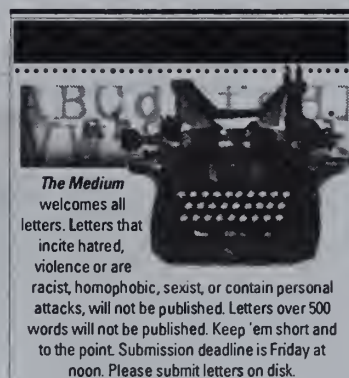 The Medium
welcomes all
letters. Letters that
incite hatred,
violence or are
racist, homophobic, sexist, or contain personal
attacks, will not be published. Letters over 500
words will not be published. Keep 'em short and
to the point. Submission deadline is Friday at
noon. Please submit letters on disk.